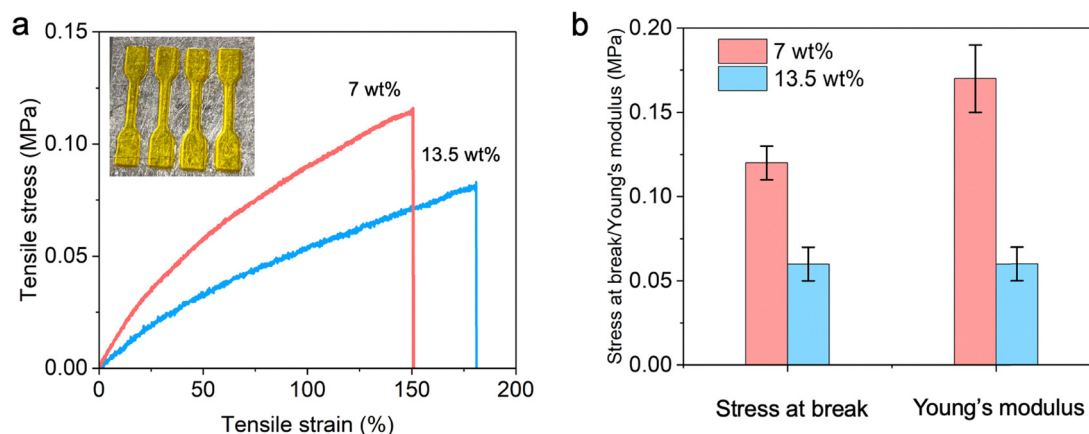 a
0.15
0.10
0.05
0.00
Tensile stress (MPa)
7 wt%
13.5 wt%
0
50
100
150
200
Tensile strain (%)
b
0.20
0.15
0.10
0.05
0.00
Stress at break/Young's modulus (MPa)
7 wt%
13.5 wt%
Stress at break
Young's modulus